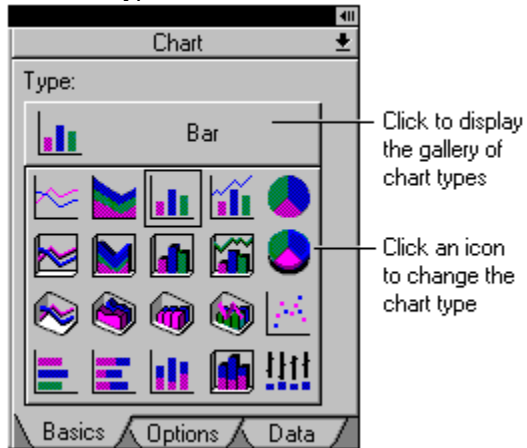 Chart
Type:
Bar
Click to display
the gallery of
chart types
Click an icon
to change the
chart type
Basics
Options
Data